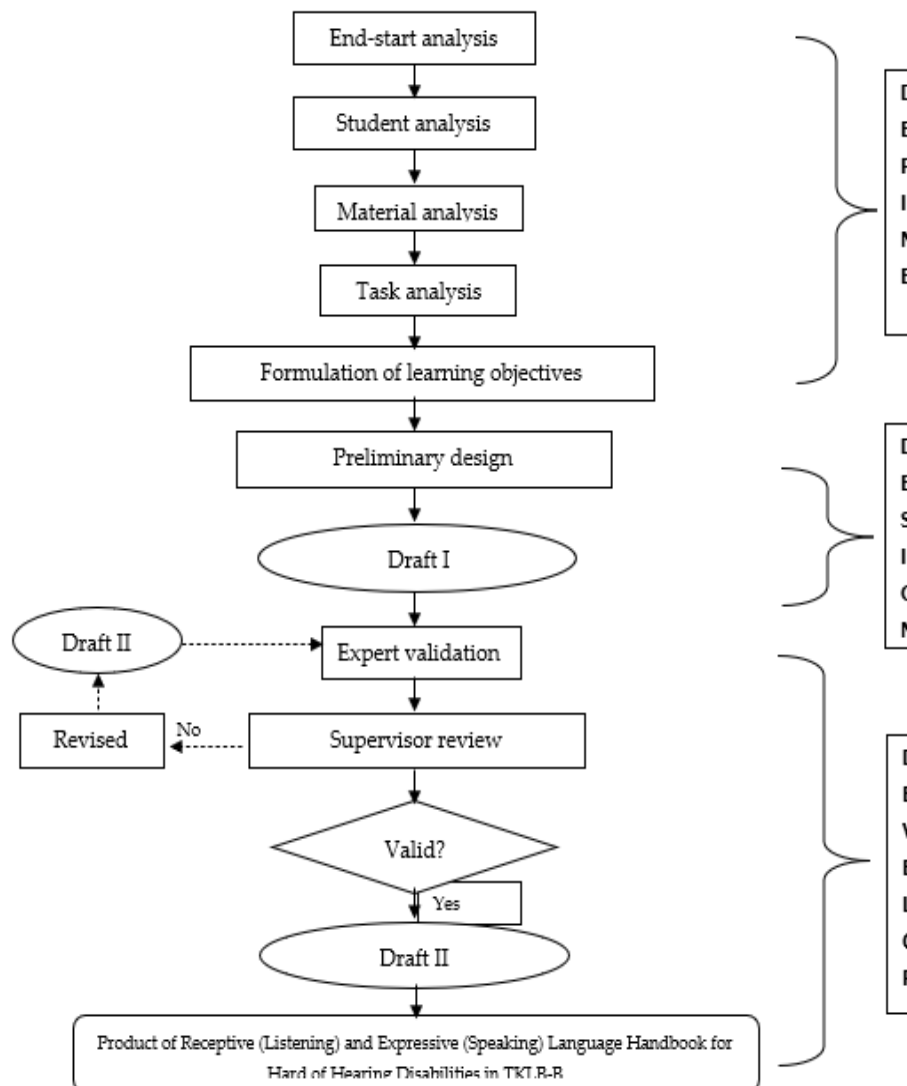 End-start analysis
Student analysis
Material analysis
Task analysis
Formulation of learning objectives
D
E
F
I
N
E
Preliminary design
Draft I
D
E
S
I
G
N
Draft II
Expert validation
Revised
No
Supervisor review
Valid?
Yes
Draft II
D
E
V
E
L
O
P
Product of Receptive (Listening) and Expressive (Speaking) Language Handbook for
Hard of Hearing Disabilities in TKLB-B